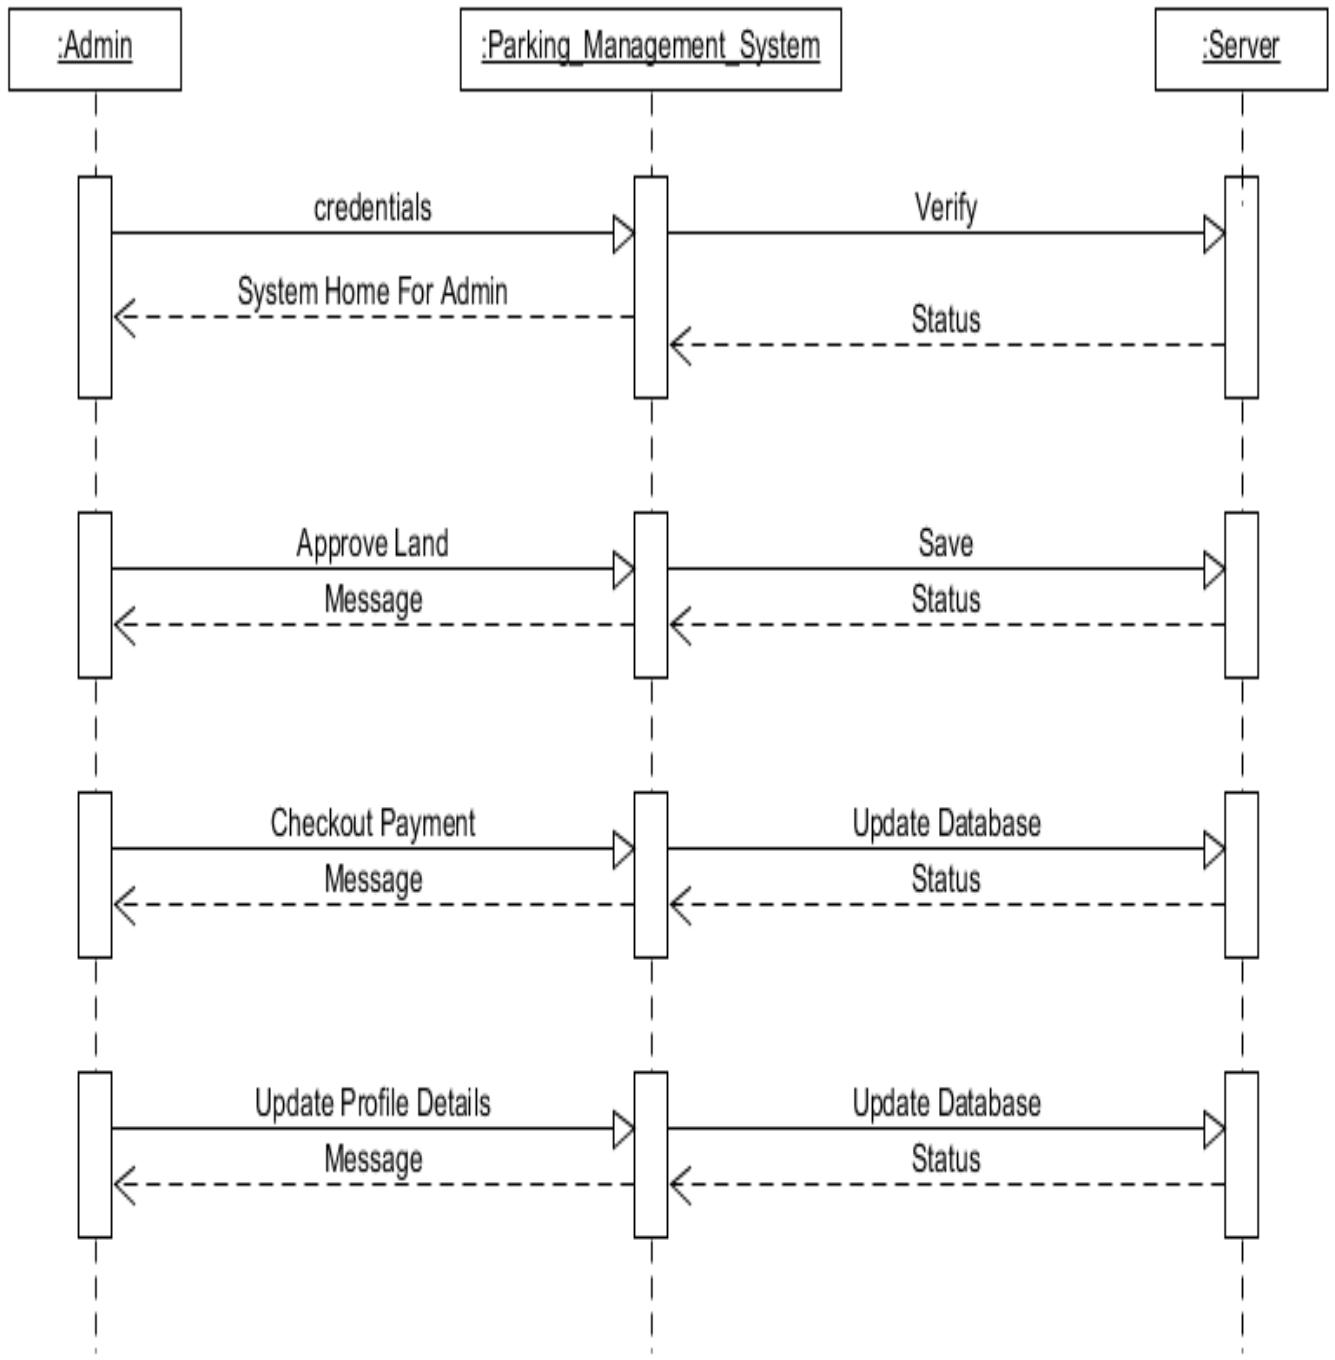 :Admin
:Parking_Management_System
:Server
credentials
Verify
System Home For Admin
Status
Approve Land
Save
Message
Status
Checkout Payment
Update Database
Message
Status
Update Profile Details
Update Database
Message
Status